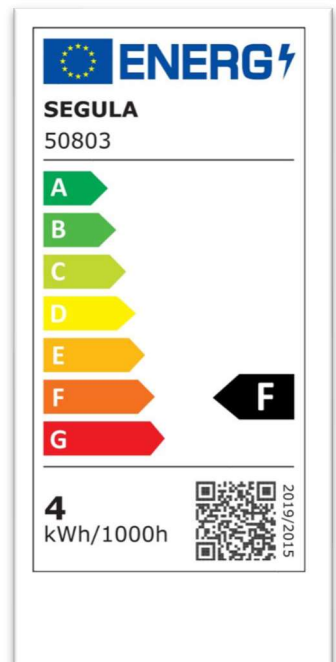 ENERG
SEGULA
50803
A
B
C
D
E
F
F
G
4
kWh/1000h
2019/2015